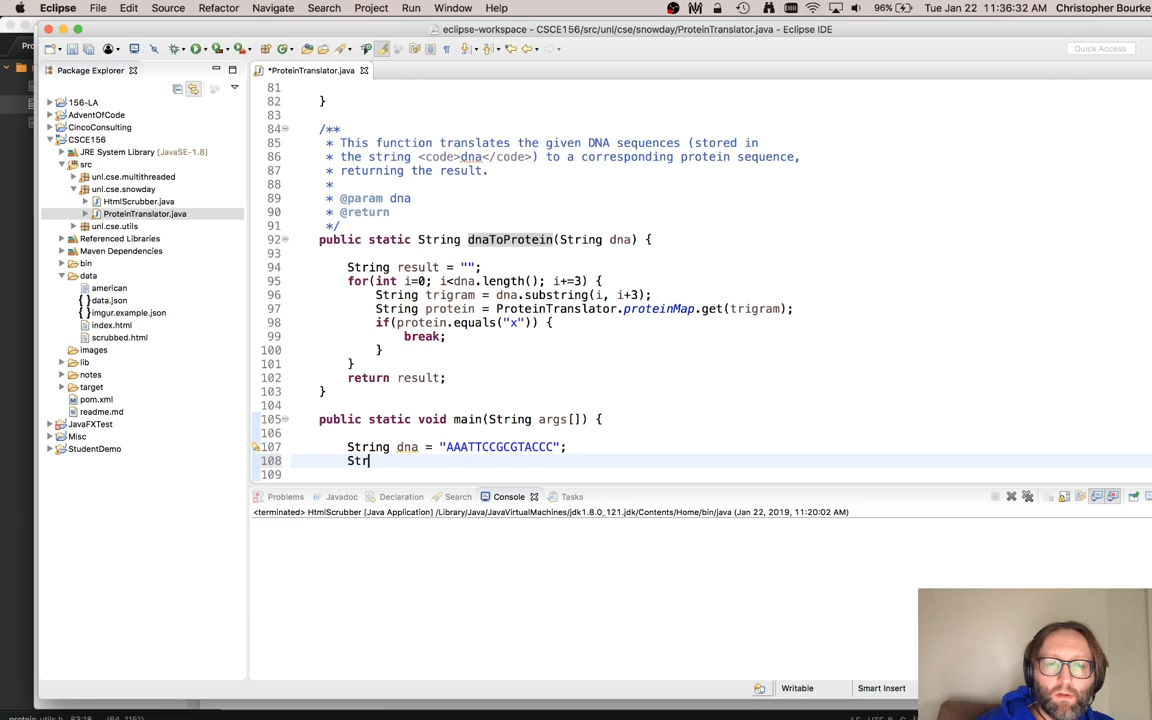 Eclipse File Edit Source Refactor Navigate Search Project Run Window Help 96% Tue Jan 22 11:36:32 AM Christopher Bourke
eclipse-workspace - CSCE156/src/unl/cse/snowday/ProteinTranslator.java - Eclipse IDE
Quick Access
Package Explorer
*ProteinTranslator.java
156-LA
AdventOfCode
CincoConsulting
CSCE156
JRE System Library [JavaSE-1.8]
src
unl.cse.multithreaded
unl.cse.snowday
HtmlScrubber.java
ProteinTranslator.java
unl.cse.utils
Referenced Libraries
Maven Dependencies
bin
data
american
data.json
imgur.example.json
index.html
scrubbed.html
images
lib
notes
target
pom.xml
readme.md
JavaFXTest
Misc
StudentDemo
81
82 }
83
84 /**
85 * This function translates the given DNA sequences (stored in
86 * the string <code>dna</code>) to a corresponding protein sequence,
87 * returning the result.
88 *
89 * @param dna
90 * @return
91 */
92 public static String dnaToProtein(String dna) {
93
94 String result = "";
95 for(int i=0; i<dna.length(); i+=3) {
96 String trigram = dna.substring(i, i+3);
97 String protein = ProteinTranslator.proteinMap.get(trigram);
98 if(protein.equals("x")) {
99 break;
100 }
101 }
102 return result;
103 }
104
105 public static void main(String args[]) {
106
107 String dna = "AAATTCCGCGTACCC";
108 Str
109
Problems Javadoc Declaration Search Console Tasks
<terminated> HtmlScrubber [Java Application] /Library/Java/JavaVirtualMachines/jdk1.8.0_121.jdk/Contents/Home/bin/java (Jan 22, 2019, 11:20:02 AM)
Writable Smart Insert